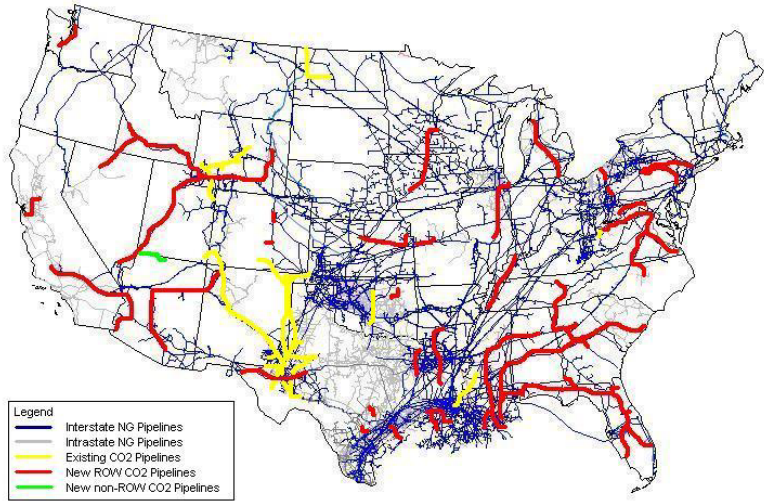 Legend
Interstate NG Pipelines
Intrastate NG Pipelines
Existing CO2 Pipelines
New ROW CO2 Pipelines
New non-ROW CO2 Pipelines